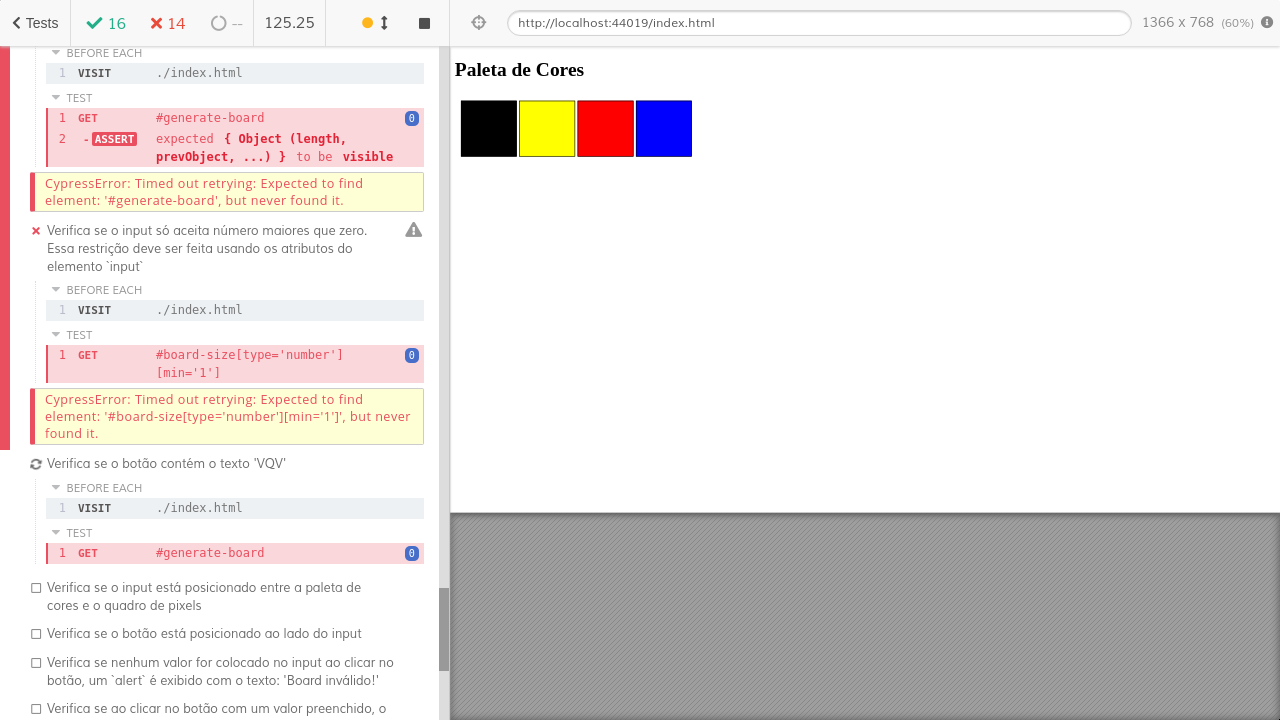 Tests 16 14 -- 125.25 http://localhost:44019/index.html 1366 x 768 (60%)
BEFORE EACH
1 VISIT ./index.html
TEST
1 GET #generate-board 0
2 -ASSERT expected { Object (length,
prevObject, ...) } to be visible
CypressError: Timed out retrying: Expected to find
element: '#generate-board', but never found it.
Verifica se o input só aceita número maiores que zero.
Essa restrição deve ser feita usando os atributos do
elemento `input`
BEFORE EACH
1 VISIT ./index.html
TEST
1 GET #board-size[type='number'] 0
[min='1']
CypressError: Timed out retrying: Expected to find
element: '#board-size[type='number'][min='1']', but never
found it.
Verifica se o botão contém o texto 'VQV'
BEFORE EACH
1 VISIT ./index.html
TEST
1 GET #generate-board 0
Verifica se o input está posicionado entre a paleta de
cores e o quadro de pixels
Verifica se o botão está posicionado ao lado do input
Verifica se nenhum valor for colocado no input ao clicar no
botão, um `alert` é exibido com o texto: 'Board inválido!'
Verifica se ao clicar no botão com um valor preenchido, o
Paleta de Cores